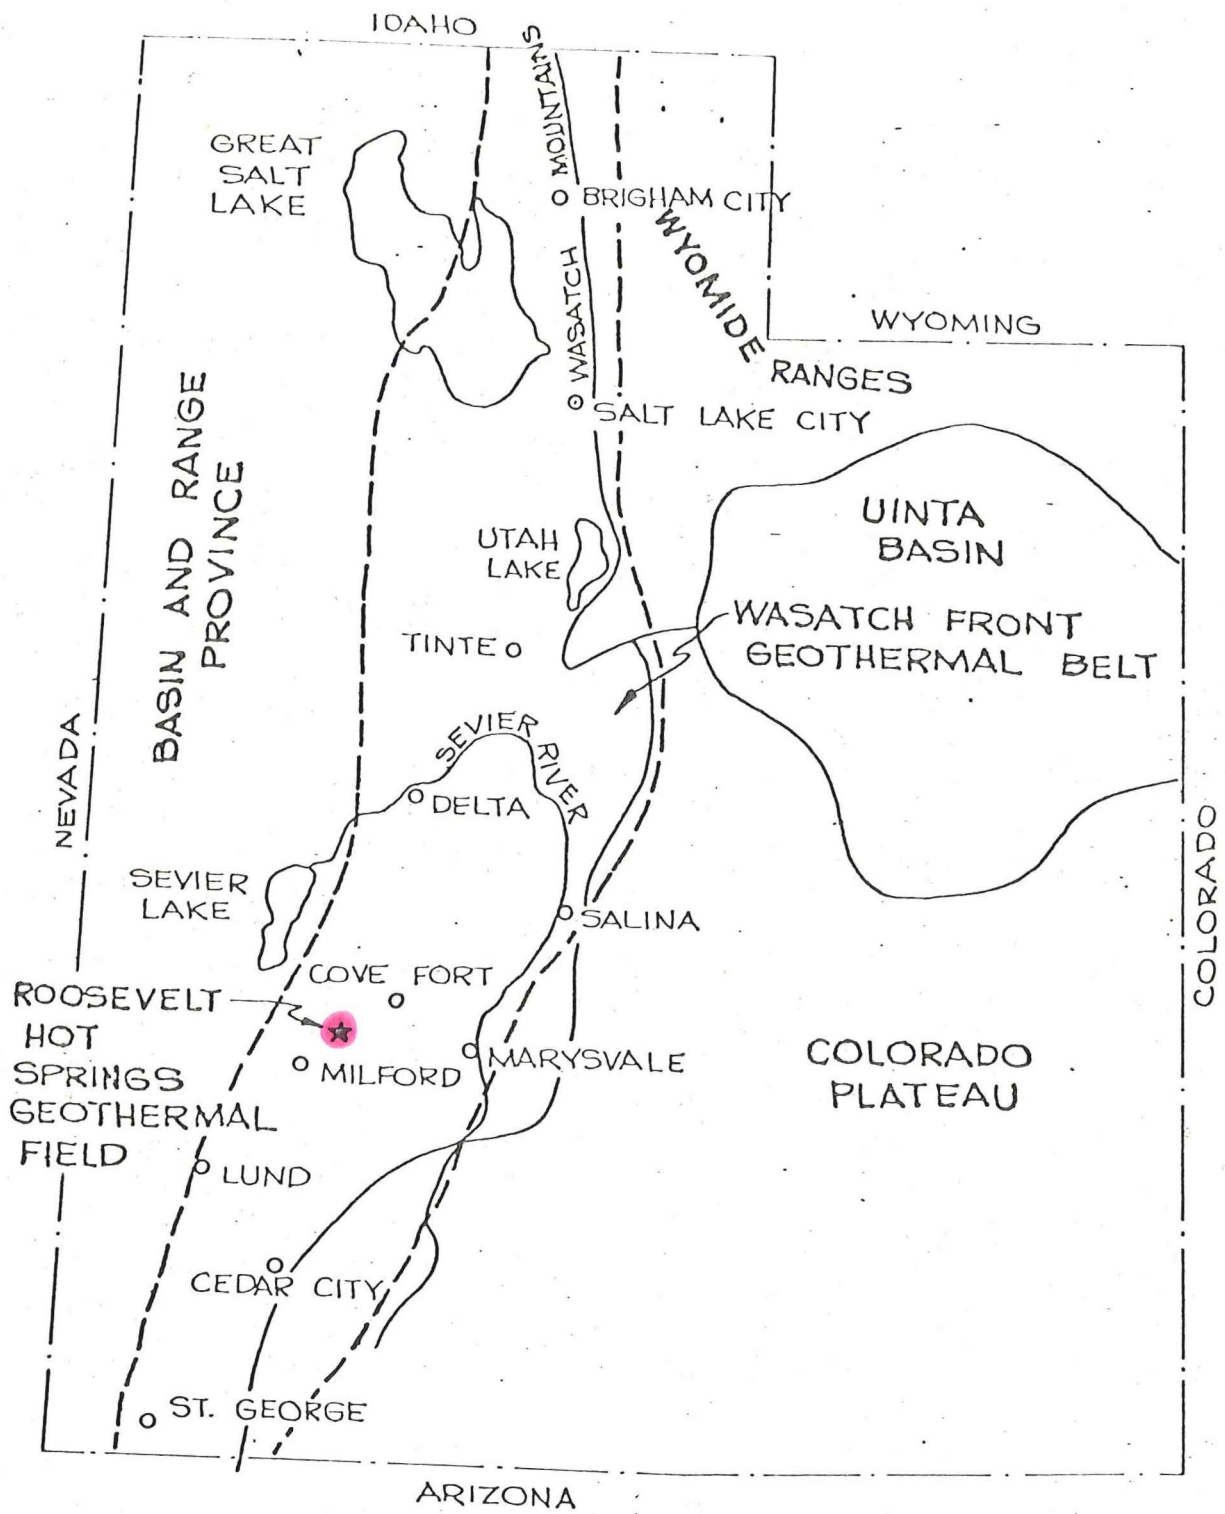 IDAHO
GREAT
SALT
LAKE
WASATCH MOUNTAINS
BRIGHAM CITY
WYOMIDE
RANGES
WYOMING
SALT LAKE CITY
BASIN AND RANGE
PROVINCE
UTAH
LAKE
UINTA
BASIN
TINTE
WASATCH FRONT
GEOTHERMAL BELT
NEVADA
SEVIER RIVER
DELTA
COLORADO
SEVIER
LAKE
SALINA
COVE FORT
ROOSEVELT
HOT
SPRINGS
GEOTHERMAL
FIELD
MILFORD
MARYSVALE
COLORADO
PLATEAU
LUND
CEDAR CITY
ST. GEORGE
ARIZONA